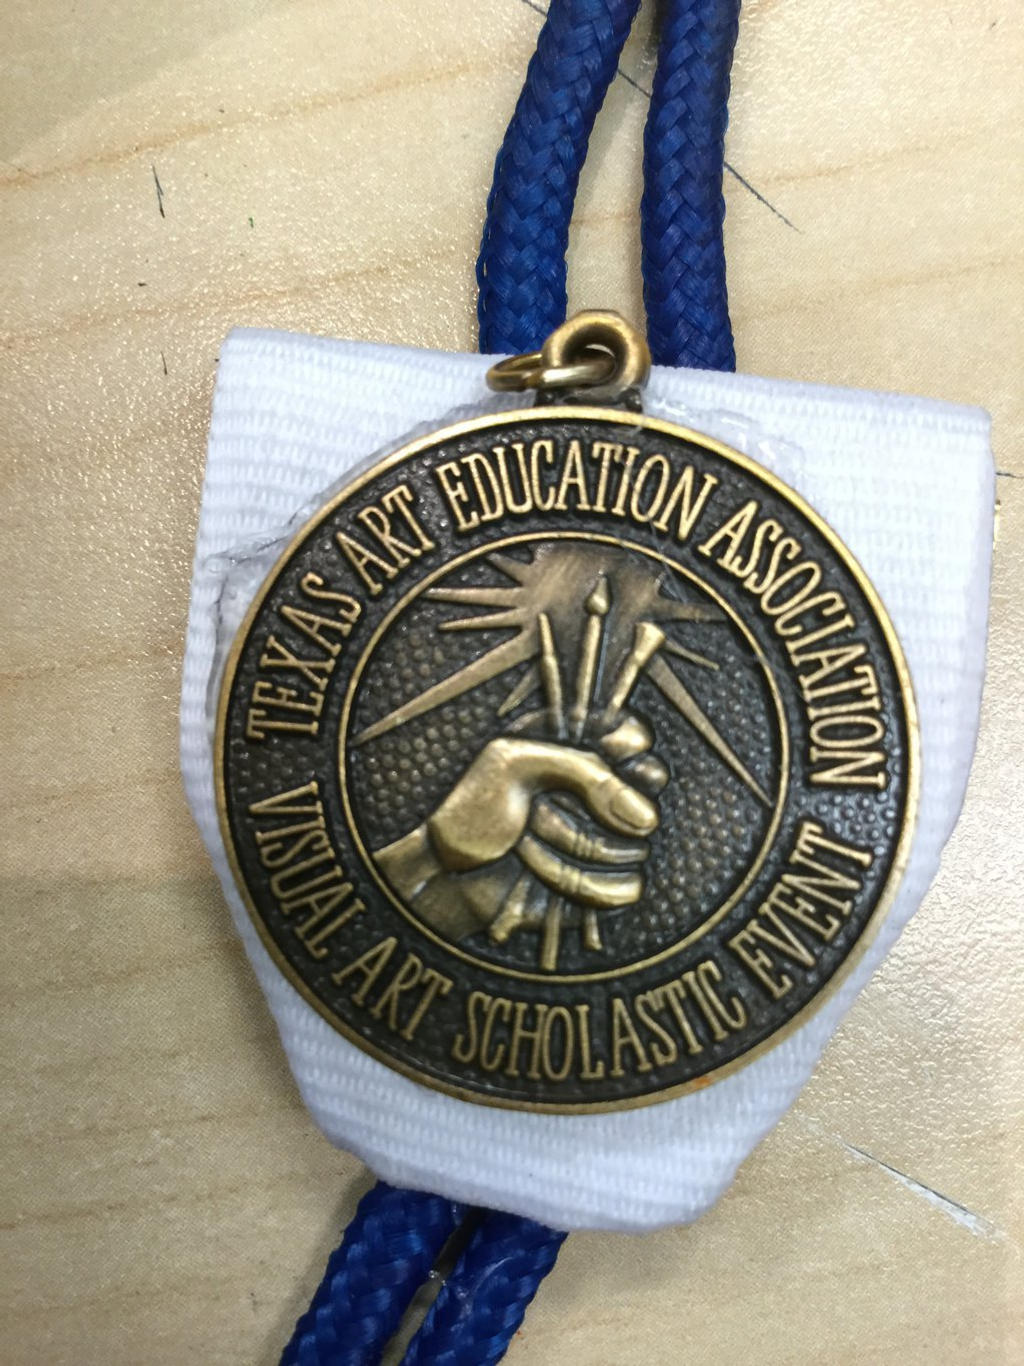 TEXAS ART EDUCATION ASSOCIATION
VISUAL ART SCHOLASTIC EVENT